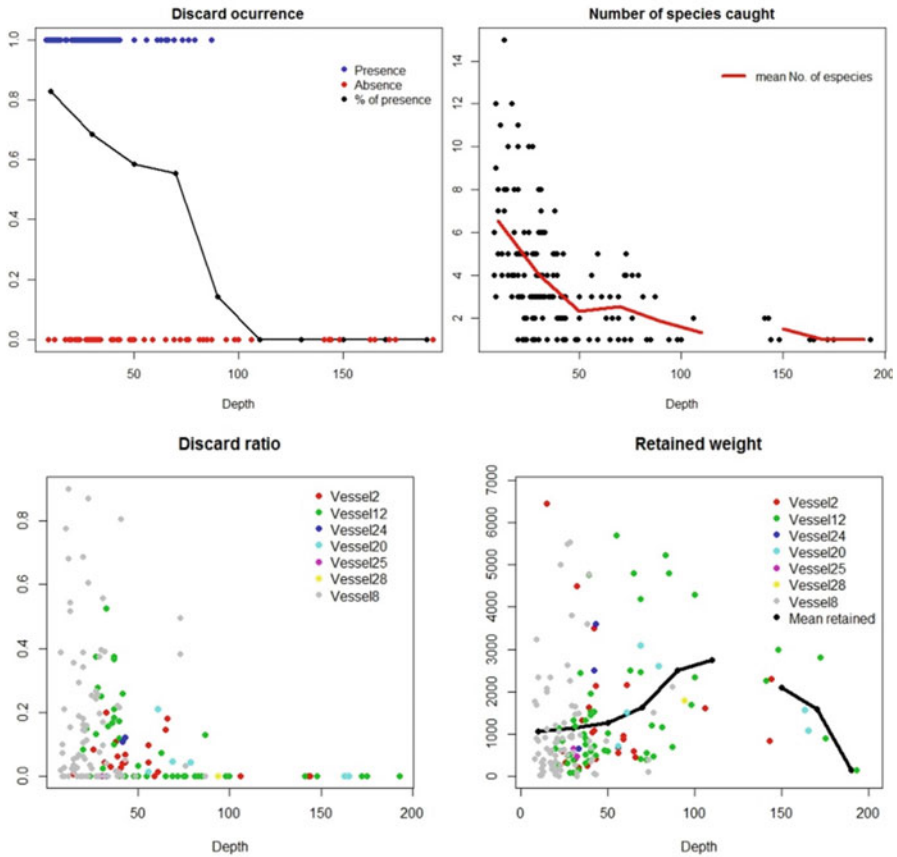 Discard ocurrence
1.0
0.8
0.6
0.4
0.2
0.0
Presence
Absence
% of presence
50
100
150
Depth
Number of species caught
14
12
10
8
6
4
2
mean No. of especies
50
100
150
200
Depth
Discard ratio
0.8
0.6
0.4
0.2
0.0
Vessel2
Vessel12
Vessel24
Vessel20
Vessel25
Vessel28
Vessel8
50
100
150
200
Depth
Retained weight
7000
6000
5000
4000
3000
2000
1000
0
Vessel2
Vessel12
Vessel24
Vessel20
Vessel25
Vessel28
Vessel8
Mean retained
0
50
100
150
200
Depth